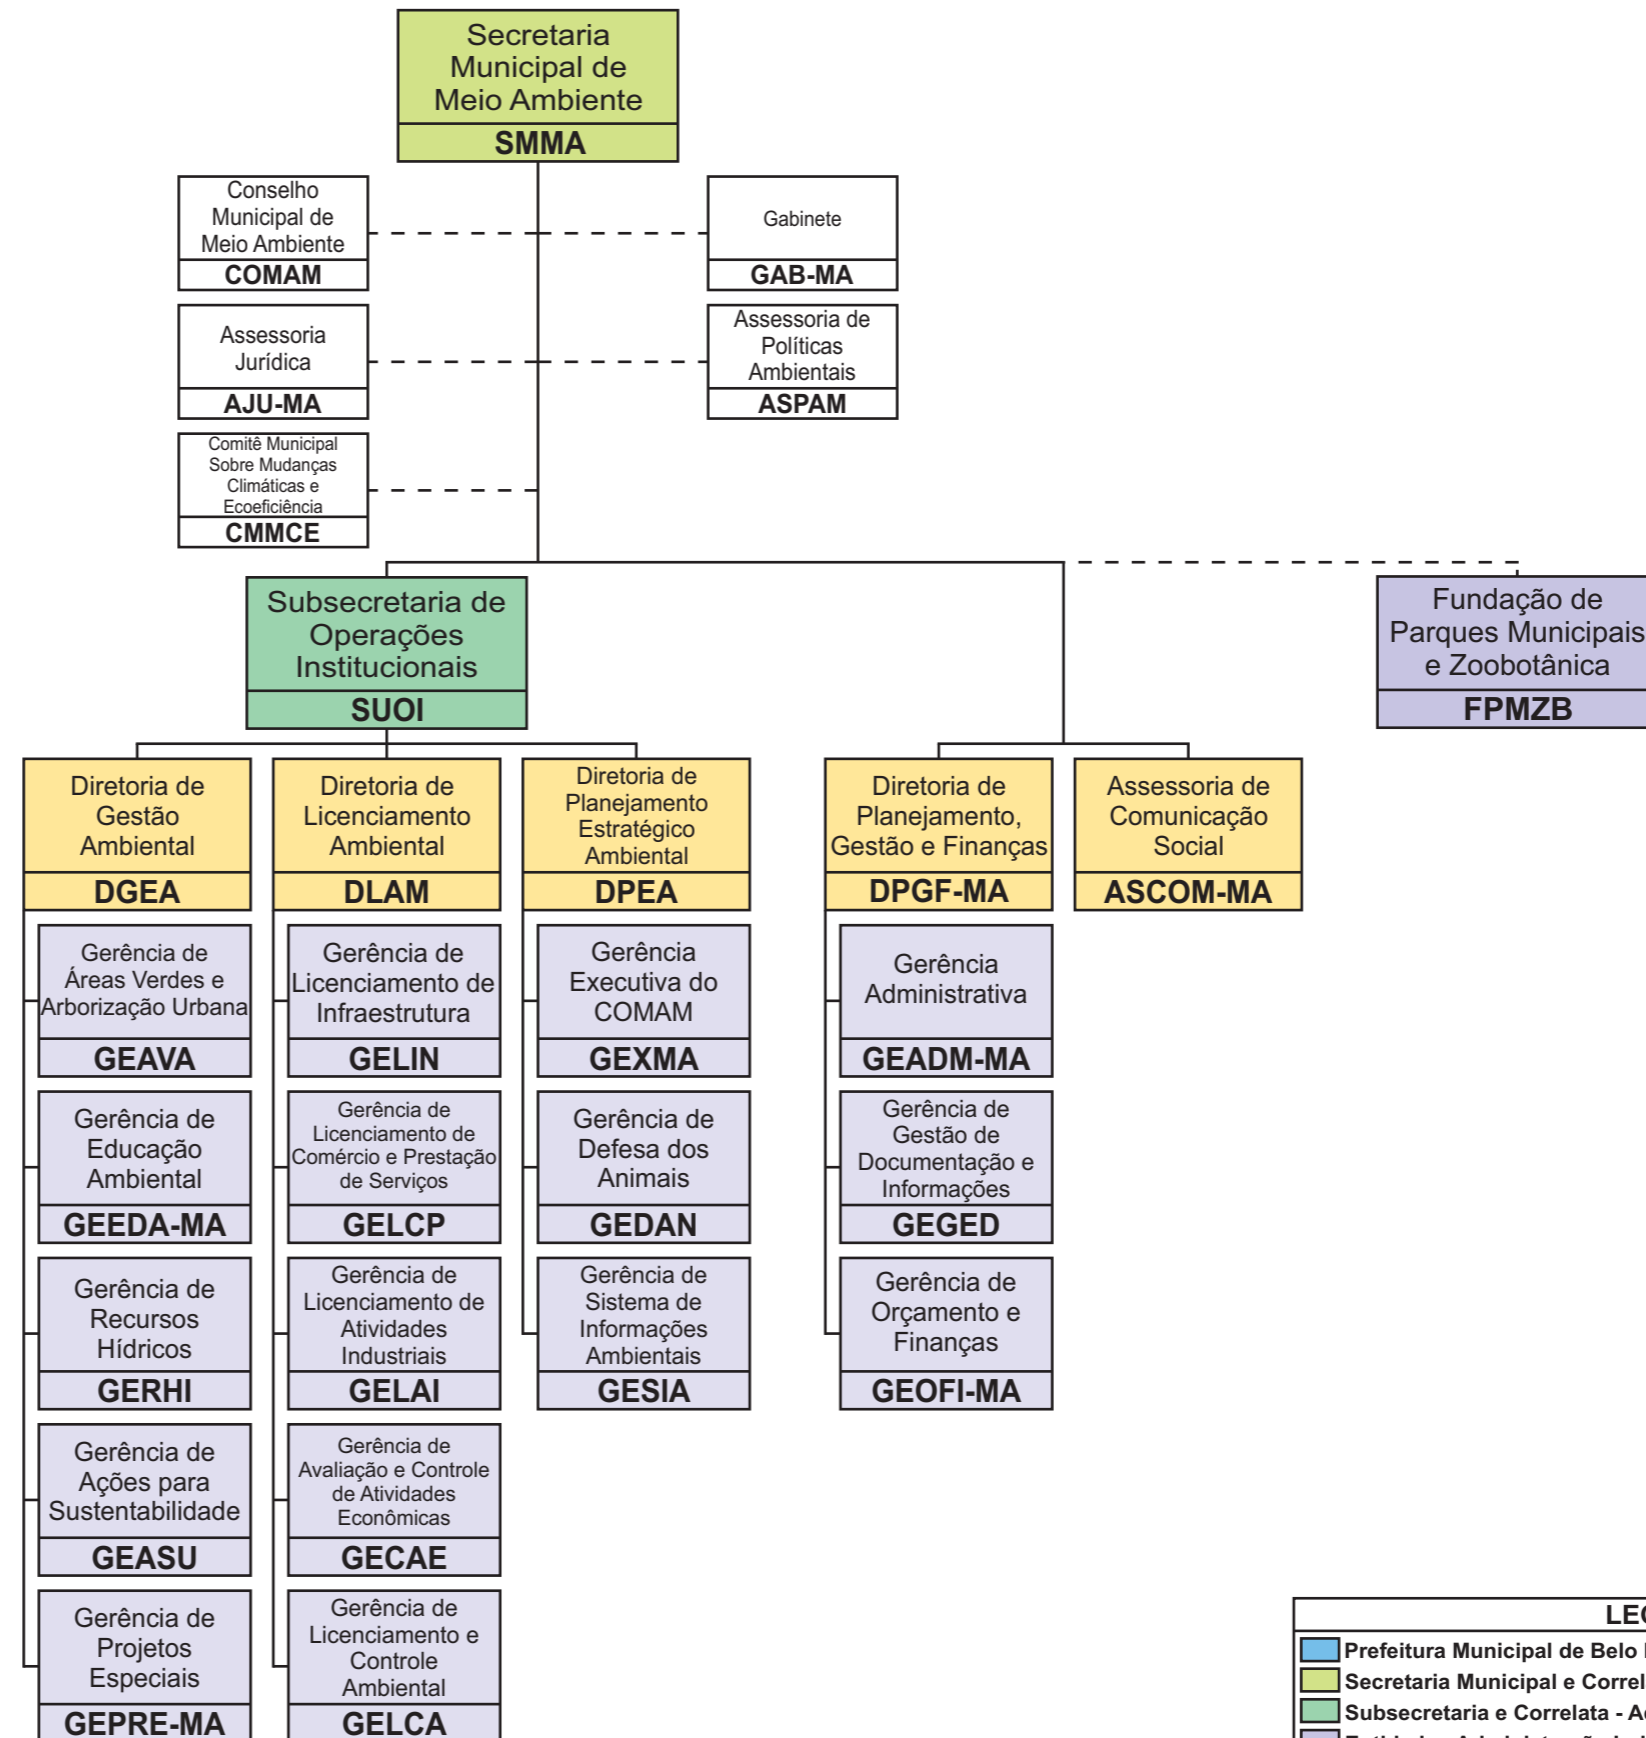 Secretaria
Municipal de
Meio Ambiente
SMMA
Conselho
Municipal de
Meio Ambiente
COMAM
Gabinete
GAB-MA
Assessoria
Jurídica
AJU-MA
Assessoria de
Políticas
Ambientais
ASPAM
Comitê Municipal
Sobre Mudanças
Climáticas e
Ecoeficiência
CMMCE
Subsecretaria de
Operações
Institucionais
SUOI
Fundação de
Parques Municipais
e Zoobotânica
FPMZB
Diretoria de
Gestão
Ambiental
DGEA
Diretoria de
Licenciamento
Ambiental
DLAM
Diretoria de
Planejamento
Estratégico
Ambiental
DPEA
Diretoria de
Planejamento,
Gestão e Finanças
DPGF-MA
Assessoria de
Comunicação
Social
ASCOM-MA
Gerência de
Áreas Verdes e
Arborização Urbana
GEAVA
Gerência de
Licenciamento de
Infraestrutura
GELIN
Gerência
Executiva do
COMAM
GEXMA
Gerência
Administrativa
GEADM-MA
Gerência de
Educação
Ambiental
GEEDA-MA
Gerência de
Licenciamento de
Comércio e Prestação
de Serviços
GELCP
Gerência de
Defesa dos
Animais
GEDAN
Gerência de
Gestão de
Documentação e
Informações
GEGED
Gerência de
Recursos
Hídricos
GERHI
Gerência de
Licenciamento de
Atividades
Industriais
GELAI
Gerência de
Sistema de
Informações
Ambientais
GESIA
Gerência de
Orçamento e
Finanças
GEOFI-MA
Gerência de
Ações para
Sustentabilidade
GEASU
Gerência de
Avaliação e Controle
de Atividades
Econômicas
GECAE
Gerência de
Projetos
Especiais
GEPRE-MA
Gerência de
Licenciamento e
Controle
Ambiental
GELCA
Prefeitura Municipal de Belo
Secretaria Municipal e
Subsecretaria e Correlata -